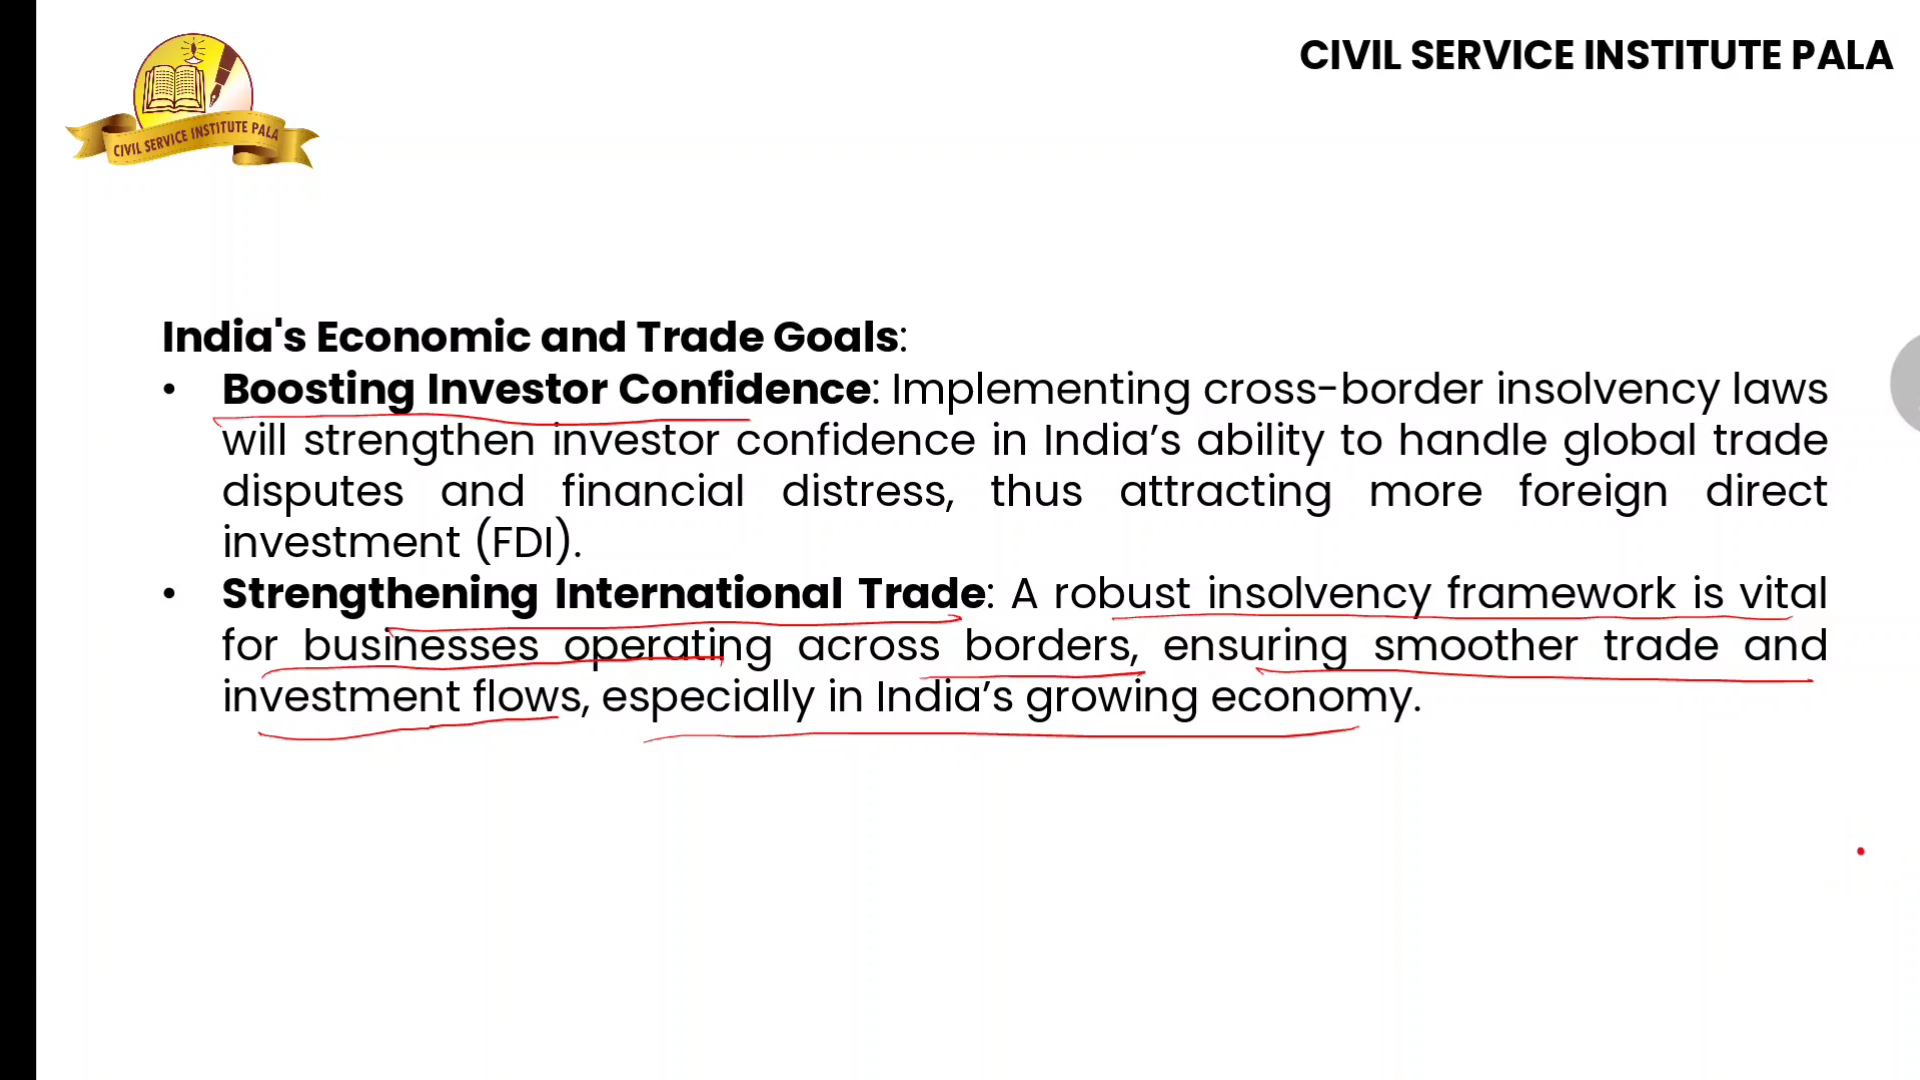 CIVIL SERVICE INSTITUTE PALA
CIVIL SERVICE INSTITUTE PALA
India's Economic and Trade Goals:
• Boosting Investor Confidence: Implementing cross-border insolvency laws
will strengthen investor confidence in India’s ability to handle global trade
disputes and financial distress, thus attracting more foreign direct
investment (FDI).
• Strengthening International Trade: A robust insolvency framework is vital
for businesses operating across borders, ensuring smoother trade and
investment flows, especially in India’s growing economy.